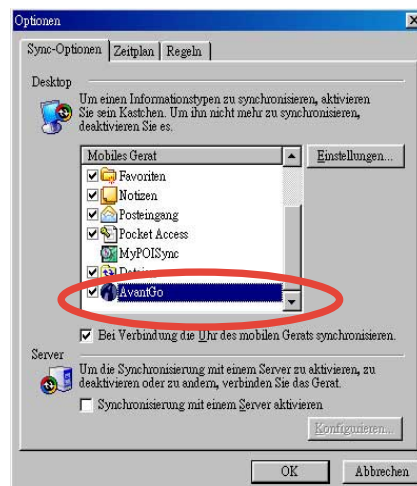 Optionen
Sync-Optionen Zeitplan Regeln
Desktop
Um einen Informationstypen zu synchronisieren, aktivieren
Sie sein Kastchen. Um ihn nicht mehr zu synchronisieren,
deaktivieren Sie es.
Mobiles Gerat
Einstellungen...
Favoriten
Notizen
Posteingang
Pocket Access
MyPOISync
AvantGo
Bei Verbindung die Uhr des mobilen Gerats synchronisieren.
Server
Um die Synchronisierung mit einem Server zu aktivieren, zu
deaktivieren oder zu andern, verbinden Sie das Gerat.
Synchronisierung mit einem Server aktivieren
Konfigurieren...
OK Abbrechen